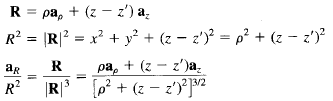 R = ρa_ρ + (z − z′) a_z
R² = |R|² = x² + y² + (z − z′)² = ρ² + (z − z′)²
a_R / R² = R / |R|³ = ρa_ρ + (z − z′)a_z / [ρ² + (z − z′)²]^{3/2}